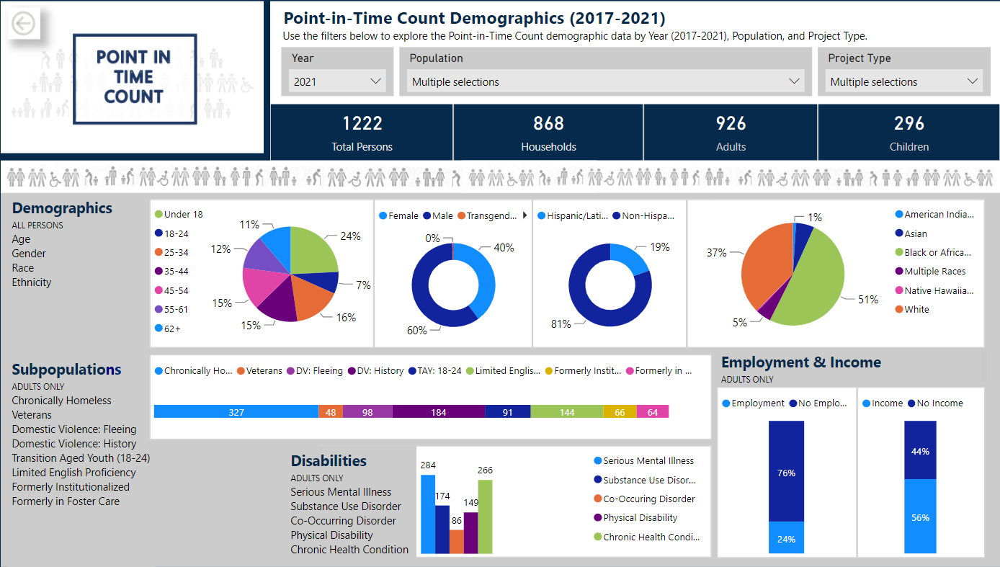 POINT IN
TIME
COUNT
Point-in-Time Count Demographics (2017-2021)
Use the filters below to explore the Point-in-Time Count demographic data by Year (2017-2021), Population, and Project Type.
Year
2021
Population
Multiple selections
Project Type
Multiple selections
1222
Total Persons
868
Households
926
Adults
296
Children
Demographics
ALL PERSONS
Age
Gender
Race
Ethnicity
Under 18
18-24
25-34
35-44
45-54
55-61
62+
11%
24%
12%
7%
15%
16%
15%
Female
Male
Transgend...
0%
40%
60%
Hispanic/Lati...
Non-Hispa...
19%
81%
1%
37%
51%
5%
American India...
Asian
Black or Africa...
Multiple Races
Native Hawaiia...
White
Subpopulations
ADULTS ONLY
Chronically Homeless
Veterans
Domestic Violence: Fleeing
Domestic Violence: History
Transition Aged Youth (18-24)
Limited English Proficiency
Formerly Institutionalized
Formerly in Foster Care
Chronically Ho...
Veterans
DV: Fleeing
DV: History
TAY: 18-24
Limited Englis...
Formerly Instit...
Formerly in ...
327
48
98
184
91
144
66
64
Disabilities
ADULTS ONLY
Serious Mental Illness
Substance Use Disorder
Co-Occurring Disorder
Physical Disability
Chronic Health Condition
284
174
86
149
266
Serious Mental Illness
Substance Use Disor...
Co-Occuring Disorder
Physical Disability
Chronic Health Condi...
Employment & Income
ADULTS ONLY
Employment
No Emplo...
76%
24%
Income
No Income
44%
56%